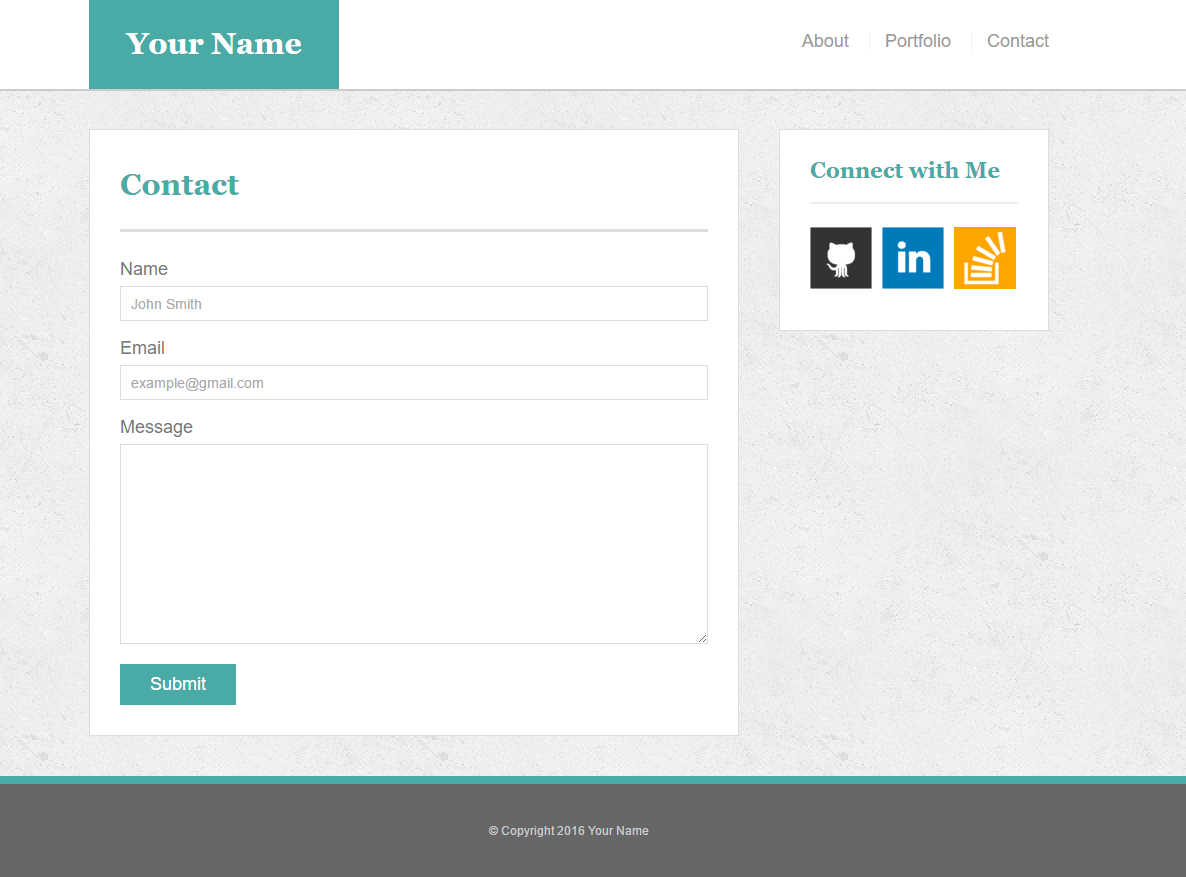 Your Name
About
Portfolio
Contact
Contact
Name
John Smith
Email
example@gmail.com
Message
Submit
Connect with Me
in
© Copyright 2016 Your Name